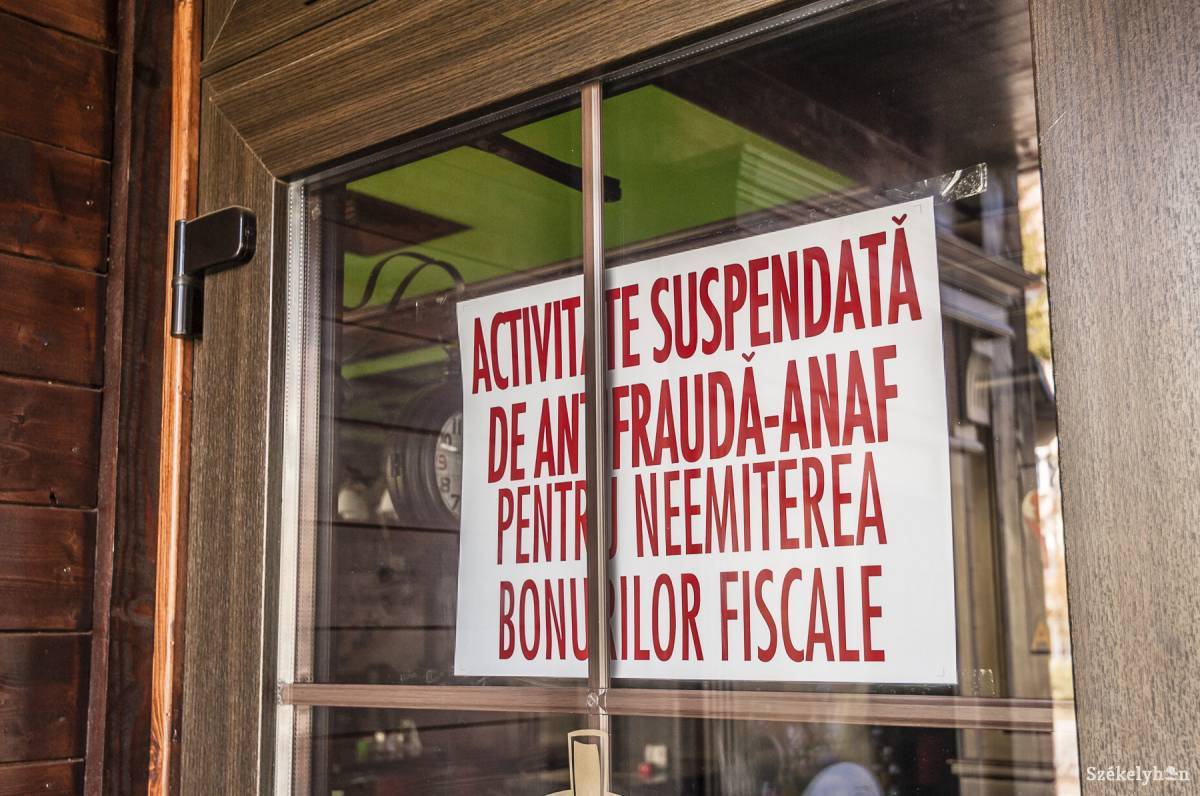 ACTIVITATE SUSPENDATĂ
DE ANTIFRAUDĂ-ANAF
PENTRU NEEMITEREA
BONURILOR FISCALE
Székelyhon